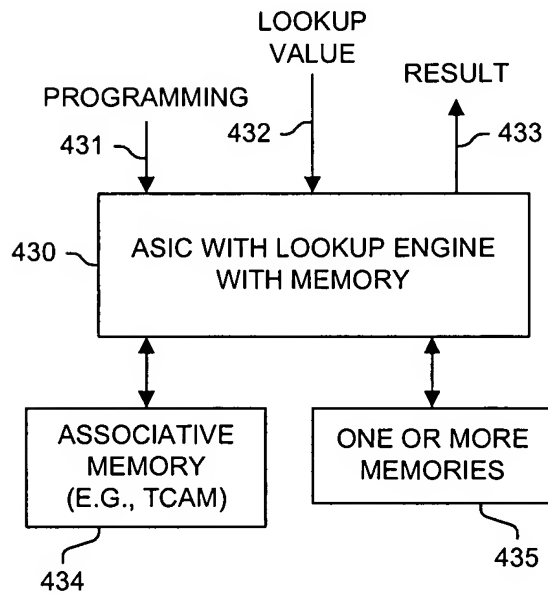 LOOKUP
VALUE
RESULT
PROGRAMMING
431
432
433
430
ASIC WITH LOOKUP ENGINE
WITH MEMORY
ASSOCIATIVE
MEMORY
(E.G., TCAM)
ONE OR MORE
MEMORIES
434
435